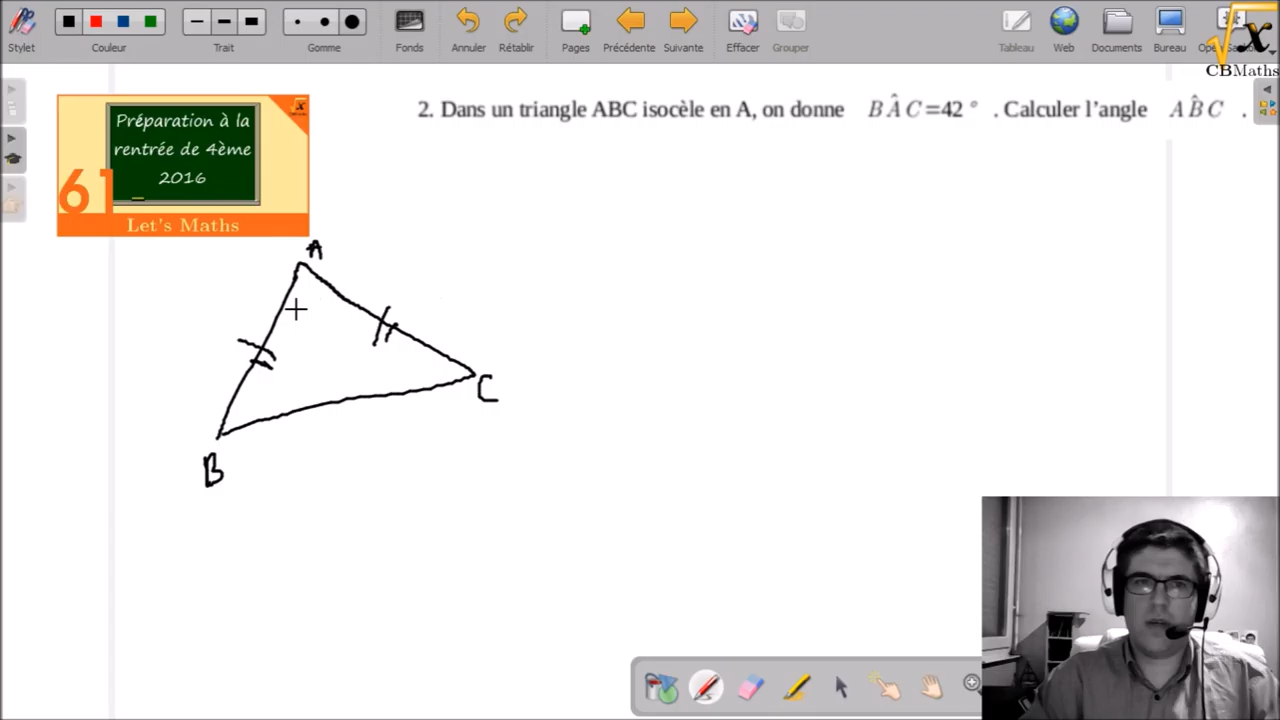 Stylet
Couleur
Trait
Gomme
Fonds
Annuler
Rétablir
Pages
Précédente
Suivante
Effacer
Grouper
Tableau
Web
Documents
Bureau
√x
CBMaths
Préparation à la
rentrée de 4ème
2016
61
Let's Maths
2. Dans un triangle ABC isocèle en A, on donne BÂC=42 ° . Calculer l'angle AB̂C .
A
C
B